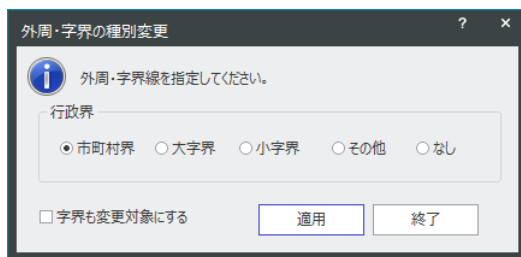 外周・字界の種別変更 ? ×
外周・字界線を指定してください。
行政界
市町村界 大字界 小字界 その他 なし
字界も変更対象にする 適用 終了